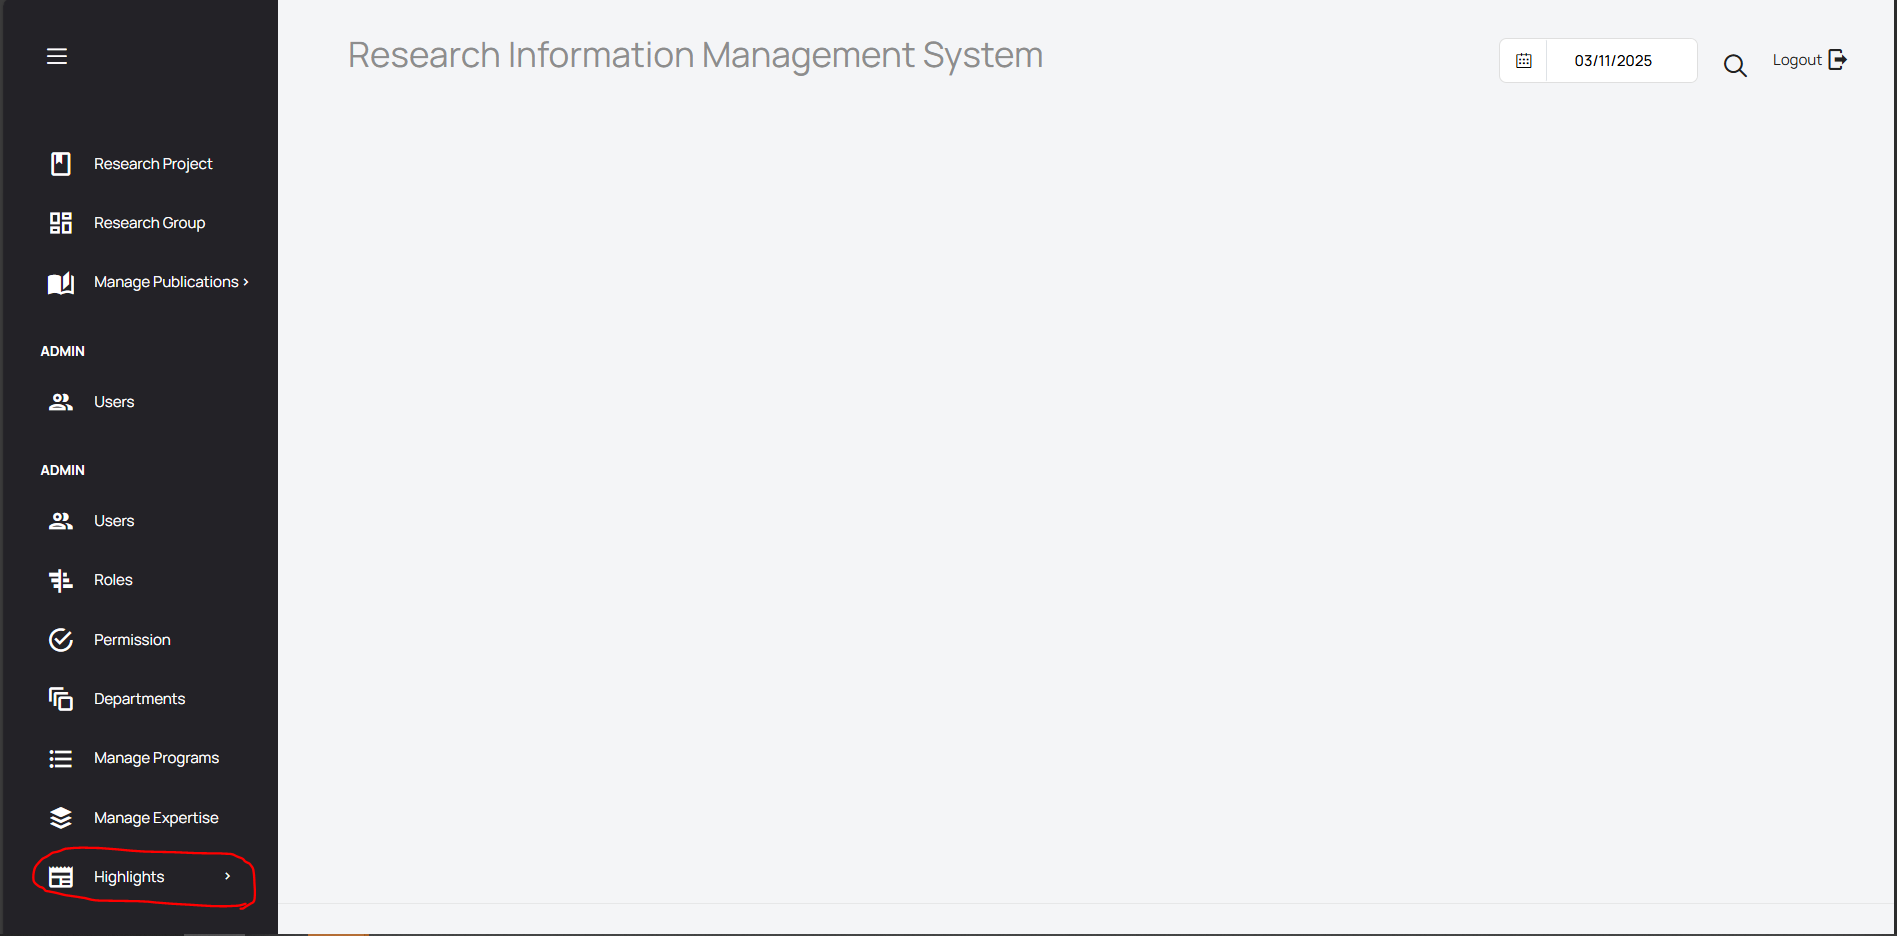 Research Information Management System
03/11/2025
Logout
Research Project
Research Group
Manage Publications ›
ADMIN
Users
ADMIN
Users
Roles
Permission
Departments
Manage Programs
Manage Expertise
Highlights ›